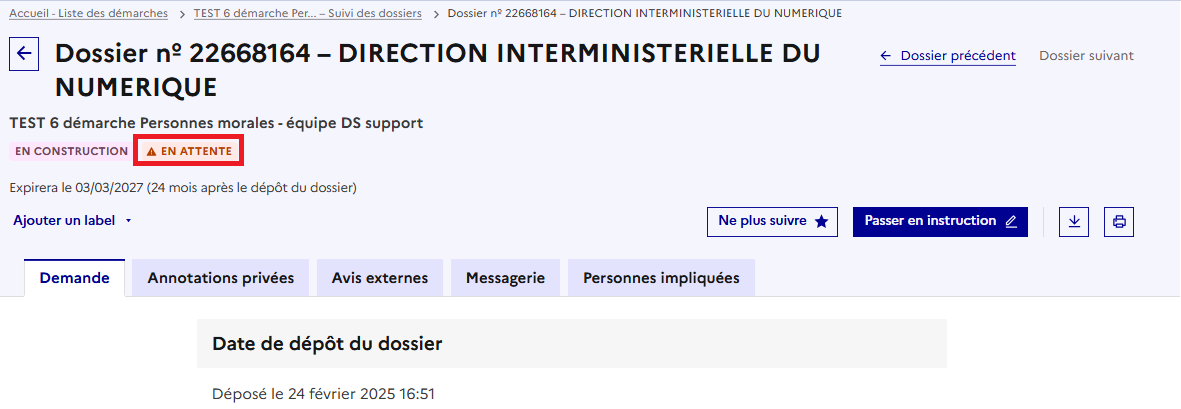 Accueil - Liste des démarches > TEST 6 démarche Per... – Suivi des dossiers > Dossier nº 22668164 – DIRECTION INTERMINISTERIELLE DU NUMERIQUE
Dossier nº 22668164 – DIRECTION INTERMINISTERIELLE DU
NUMERIQUE
← Dossier précédent Dossier suivant
TEST 6 démarche Personnes morales - équipe DS support
EN CONSTRUCTION EN ATTENTE
Expirera le 03/03/2027 (24 mois après le dépôt du dossier)
Ajouter un label Ne plus suivre Passer en instruction
Demande Annotations privées Avis externes Messagerie Personnes impliquées
Date de dépôt du dossier
Déposé le 24 février 2025 16:51